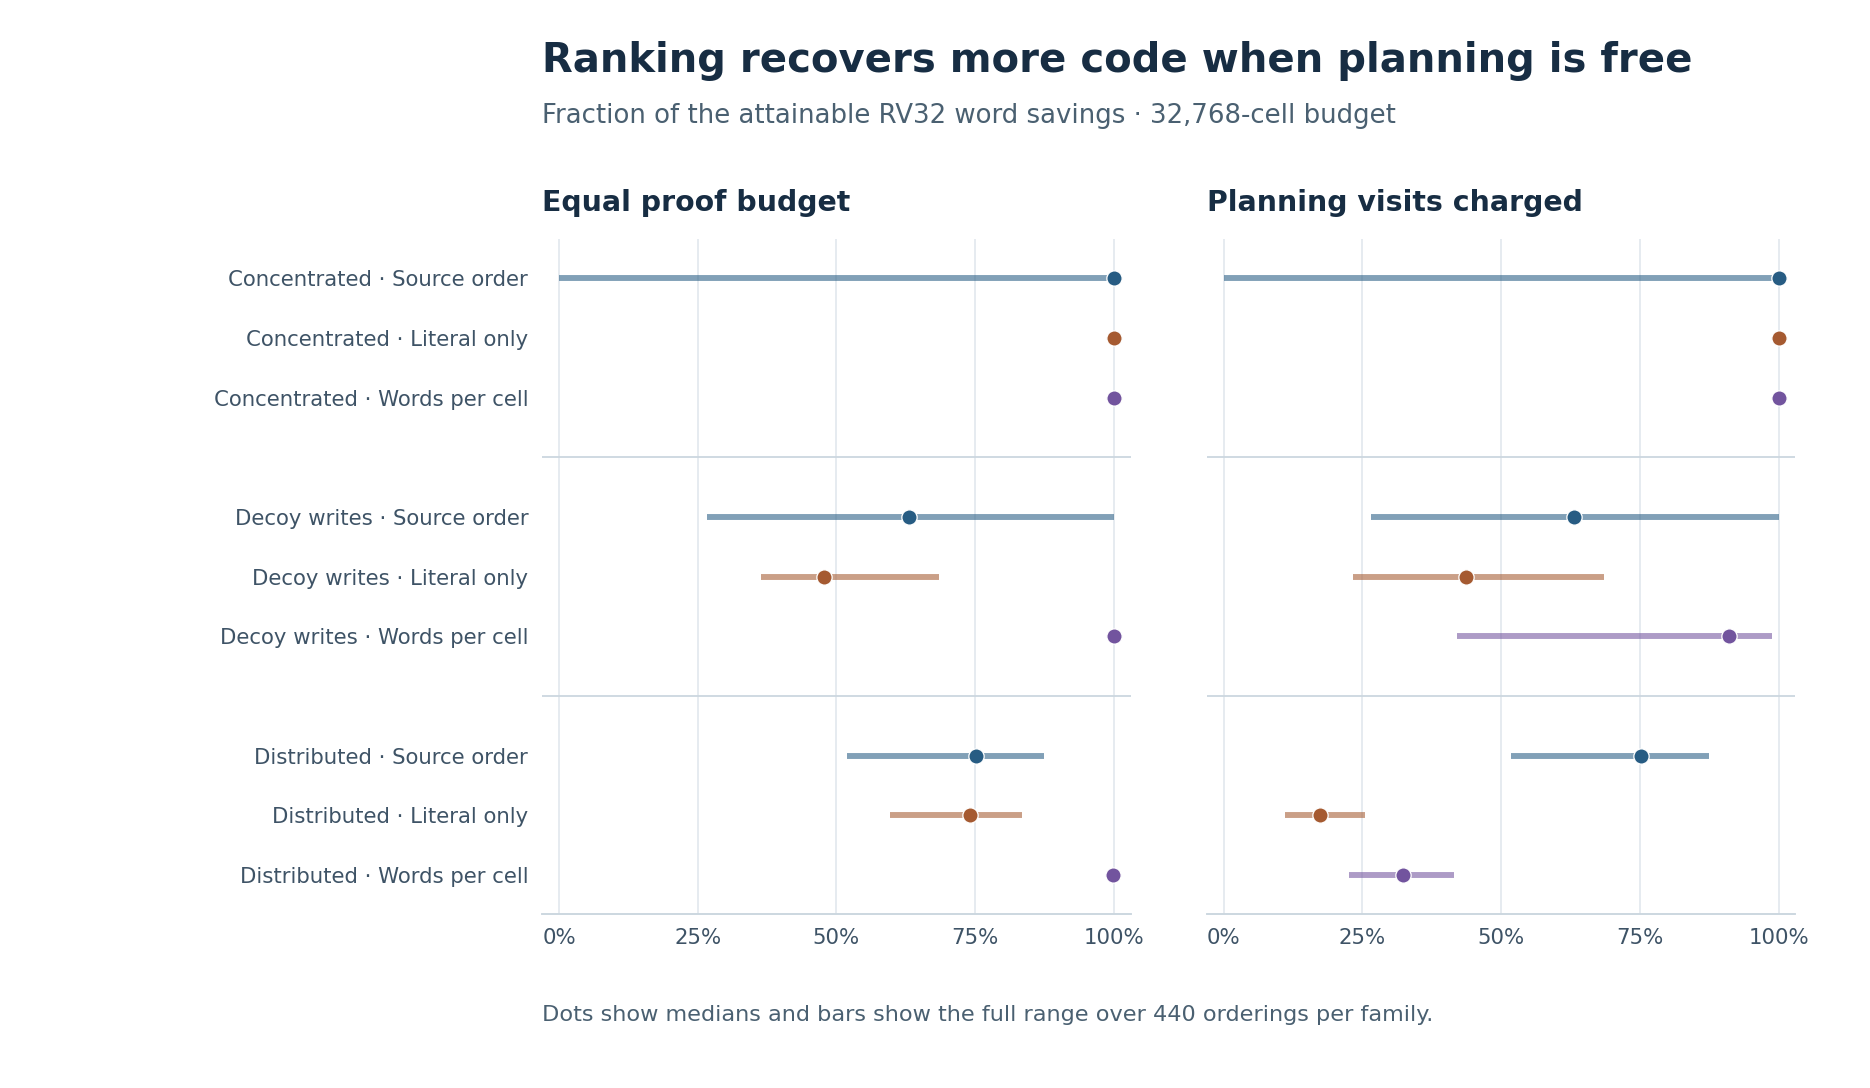 Ranking recovers more code when planning is free
Fraction of the attainable RV32 word savings · 32,768-cell budget
Equal proof budget
Planning visits charged
Concentrated · Source order
Concentrated · Literal only
Concentrated · Words per cell
Decoy writes · Source order
Decoy writes · Literal only
Decoy writes · Words per cell
Distributed · Source order
Distributed · Literal only
Distributed · Words per cell
0% 25% 50% 75% 100%
0% 25% 50% 75% 100%
Dots show medians and bars show the full range over 440 orderings per family.